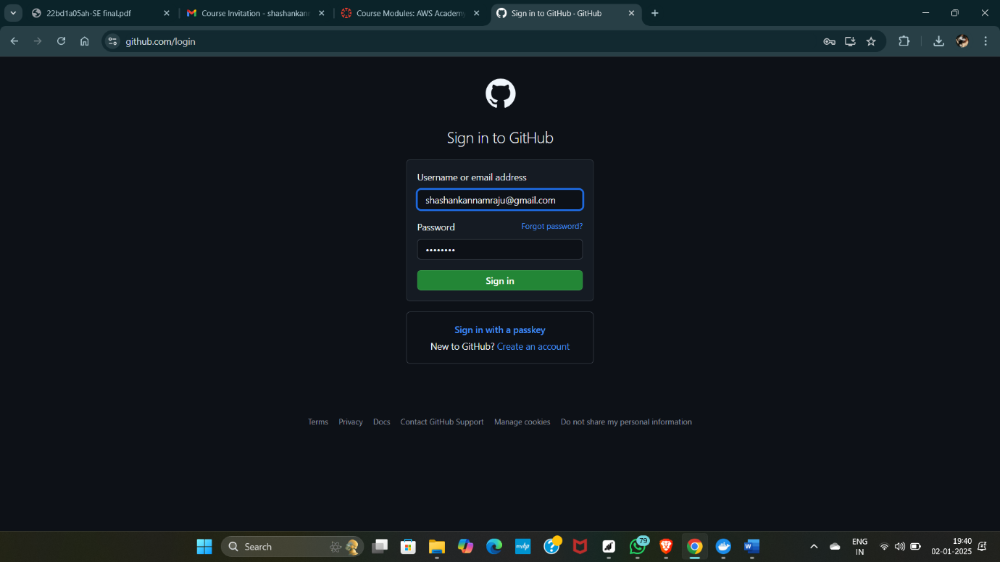 22bd1a05ah-SE final.pdf
Course Invitation - shashankann
Course Modules: AWS Academy
Sign in to GitHub · GitHub
github.com/login
Sign in to GitHub
Username or email address
shashankannamraju@gmail.com
Password Forgot password?
Sign in
Sign in with a passkey
New to GitHub? Create an account
Terms Privacy Docs Contact GitHub Support Manage cookies Do not share my personal information
Search
myhp
79
W
ENG
IN
19:40
02-01-2025